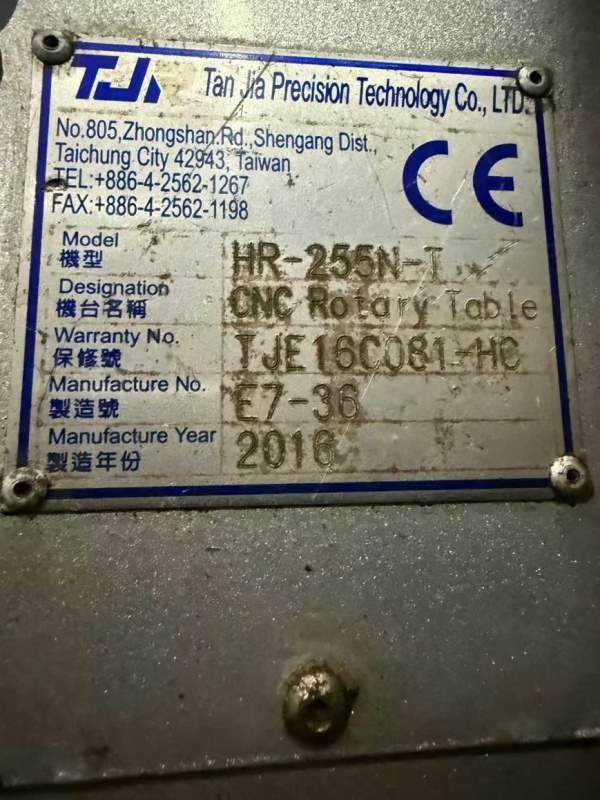 TJ Tan Jia Precision Technology Co., LTD.
No.805,Zhongshan.Rd.,Shengang Dist.,
Taichung City 42943, Taiwan
TEL:+886-4-2562-1267
FAX:+886-4-2562-1198
CE
Model HR-255N-T
機型
Designation CNC Rotary Table
機台名稱
Warranty No. TJE16C081-HC
保修號
Manufacture No. E7-36
製造號
Manufacture Year 2016
製造年份